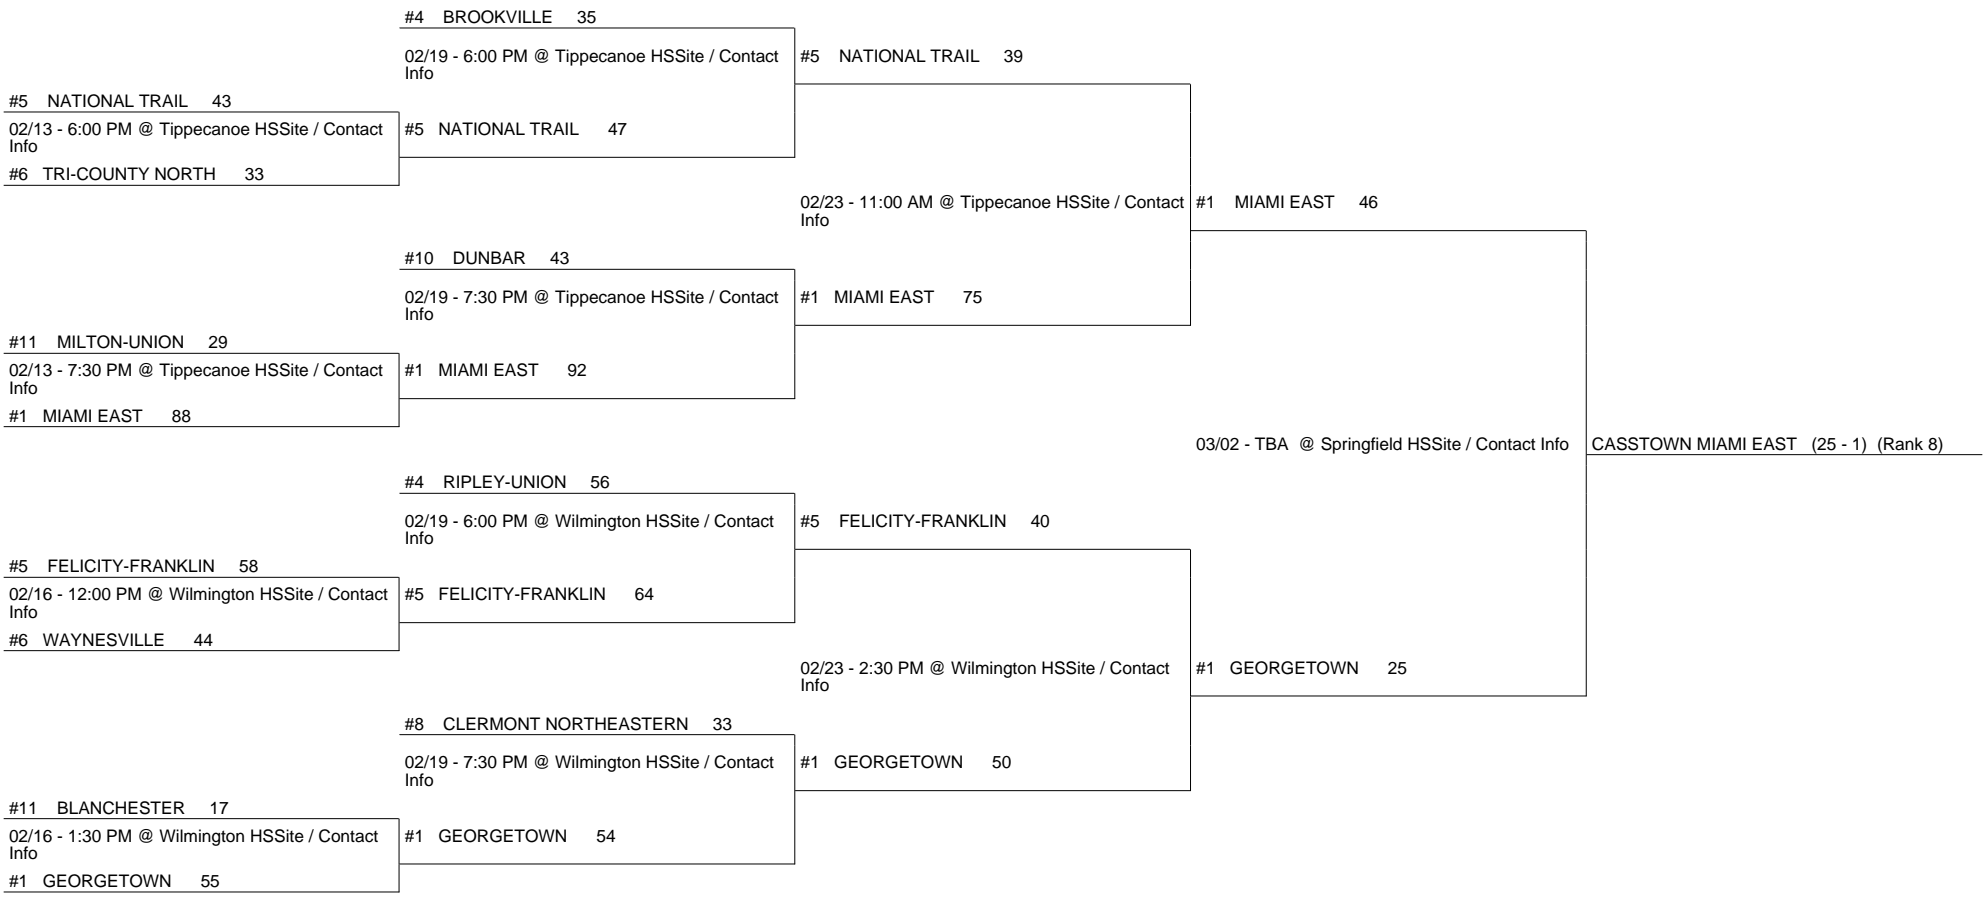 #4 BROOKVILLE 35
02/19 - 6:00 PM @ Tippecanoe HSSite / Contact
Info
#5 NATIONAL TRAIL 39
#5 NATIONAL TRAIL 43
02/13 - 6:00 PM @ Tippecanoe HSSite / Contact
Info
#5 NATIONAL TRAIL 47
#6 TRI-COUNTY NORTH 33
02/23 - 11:00 AM @ Tippecanoe HSSite / Contact
Info
#1 MIAMI EAST 46
#10 DUNBAR 43
02/19 - 7:30 PM @ Tippecanoe HSSite / Contact
Info
#1 MIAMI EAST 75
#11 MILTON-UNION 29
02/13 - 7:30 PM @ Tippecanoe HSSite / Contact
Info
#1 MIAMI EAST 92
#1 MIAMI EAST 88
03/02 - TBA @ Springfield HSSite / Contact Info
CASSTOWN MIAMI EAST (25 - 1) (Rank 8)
#4 RIPLEY-UNION 56
02/19 - 6:00 PM @ Wilmington HSSite / Contact
Info
#5 FELICITY-FRANKLIN 40
#5 FELICITY-FRANKLIN 58
02/16 - 12:00 PM @ Wilmington HSSite / Contact
Info
#5 FELICITY-FRANKLIN 64
#6 WAYNESVILLE 44
02/23 - 2:30 PM @ Wilmington HSSite / Contact
Info
#1 GEORGETOWN 25
#8 CLERMONT NORTHEASTERN 33
02/19 - 7:30 PM @ Wilmington HSSite / Contact
Info
#1 GEORGETOWN 50
#11 BLANCHESTER 17
02/16 - 1:30 PM @ Wilmington HSSite / Contact
Info
#1 GEORGETOWN 54
#1 GEORGETOWN 55